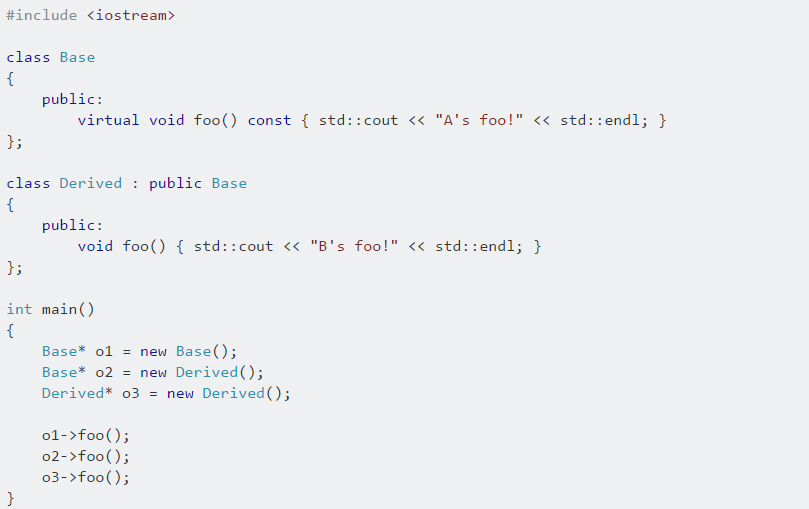 #include <iostream>

class Base
{
    public:
        virtual void foo() const { std::cout << "A's foo!" << std::endl; }
};

class Derived : public Base
{
    public:
        void foo() { std::cout << "B's foo!" << std::endl; }
};

int main()
{
    Base* o1 = new Base();
    Base* o2 = new Derived();
    Derived* o3 = new Derived();

    o1->foo();
    o2->foo();
    o3->foo();
}